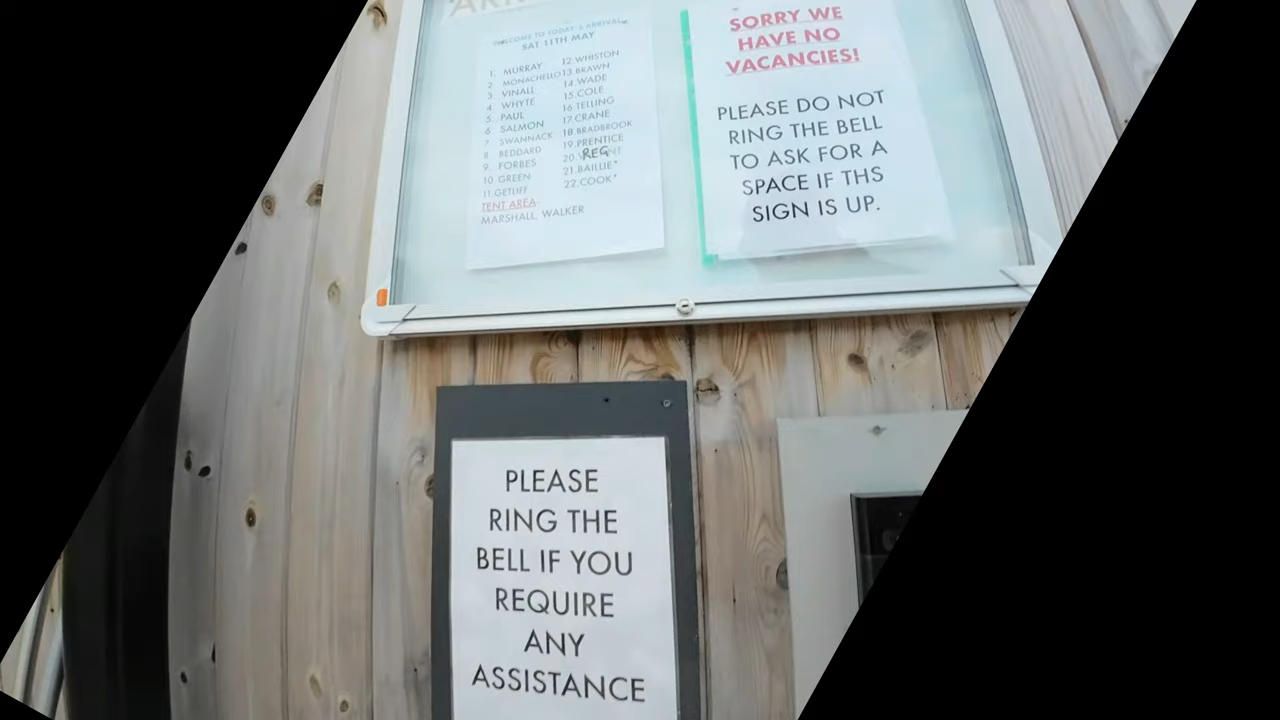 WELCOME TO TODAY'S ARRIVALS
SAT 11TH MAY
1. MURRAY
2 MONACHELLO
3 VINALL
4 WHYTE
5 PAUL
6 SALMON
7 SWANNACK
8 BEDDARD
9. FORBES
10. GREEN
11. GETLIFF
12 WHISTON
13.BRAWN
14.WADE
15. COLE
16 TELLING
17.CRANE
18.BRADBROOK
19.PRENTICE
20. REG
21.BAILLIE*
22.COOK*
TENT AREA-
MARSHALL, WALKER
SORRY WE
HAVE NO
VACANCIES!
PLEASE DO NOT
RING THE BELL
TO ASK FOR A
SPACE IF THS
SIGN IS UP.
PLEASE
RING THE
BELL IF YOU
REQUIRE
ANY
ASSISTANCE